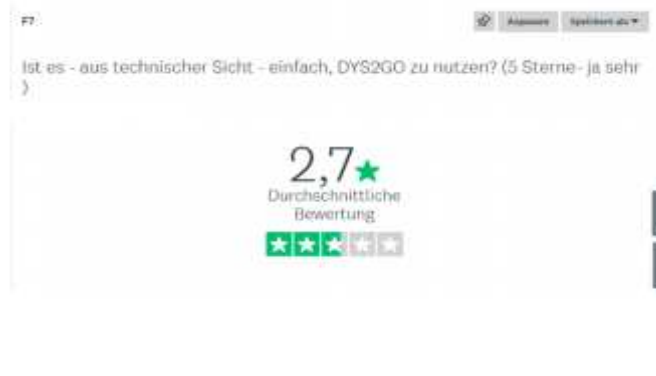 F7
Anpassen
Speichern als
Ist es - aus technischer Sicht - einfach, DYS2GO zu nutzen? (5 Sterne- ja sehr
)
2,7
Durchschnittliche
Bewertung